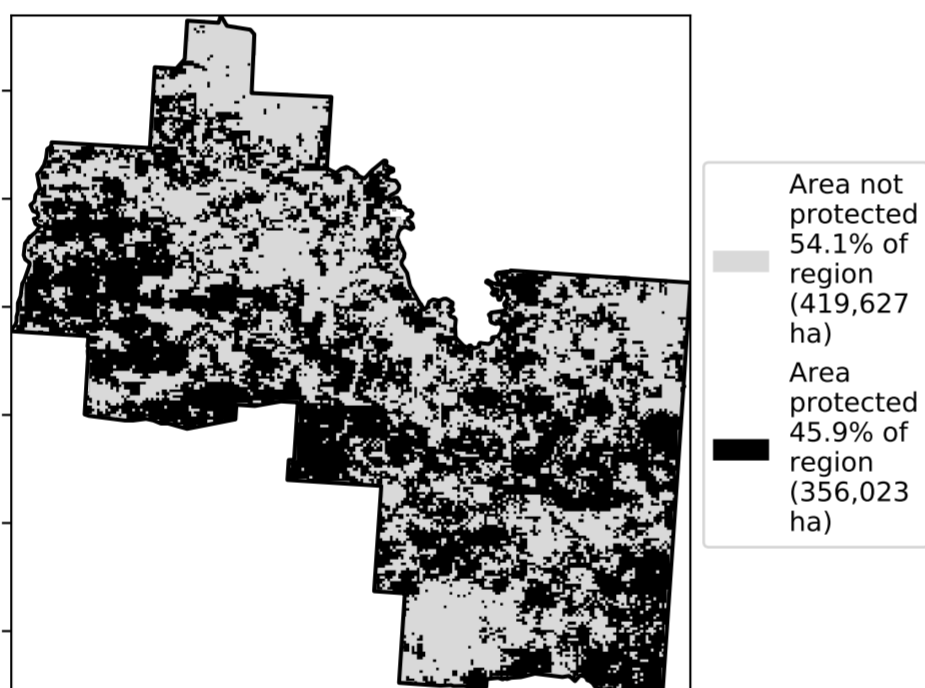 Area not
protected
54.1% of
region
(419,627
ha)
Area
protected
45.9% of
region
(356,023
ha)